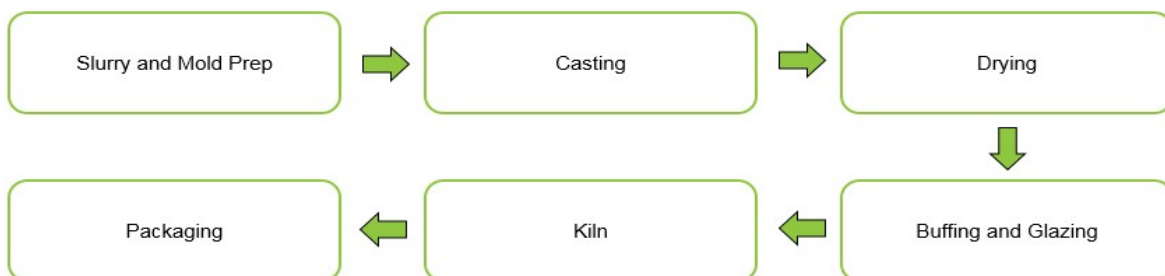 Slurry and Mold Prep
Casting
Drying
Buffing and Glazing
Kiln
Packaging